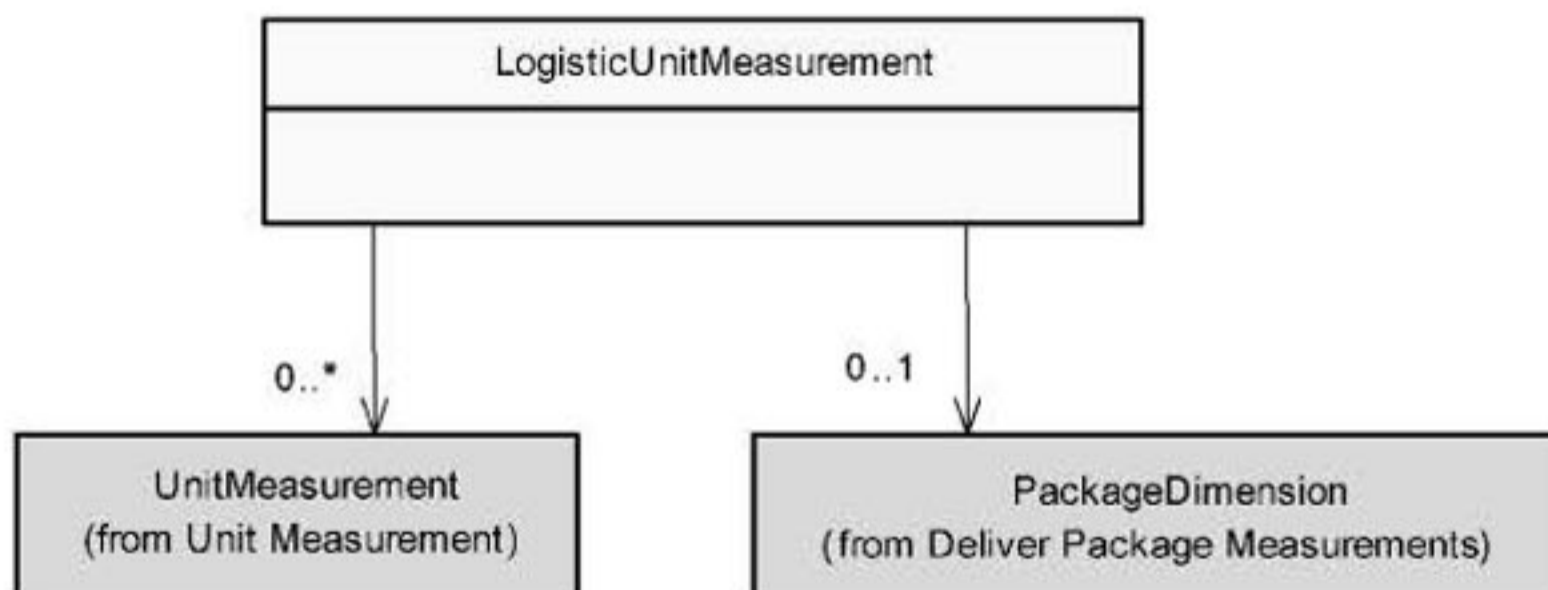 LogisticUnitMeasurement
0..*
0..1
UnitMeasurement
(from Unit Measurement)
PackageDimension
(from Deliver Package Measurements)